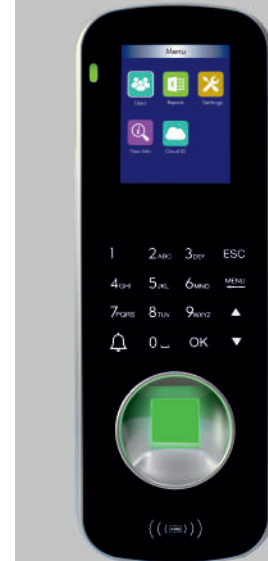 Menu
Users Reports Settings
Your Info Cloud ID
1 2ABC 3DEF ESC
4GHI 5JKL 6MNO MENU
7PQRS 8TUV 9WXYZ ▲
0 OK ▼